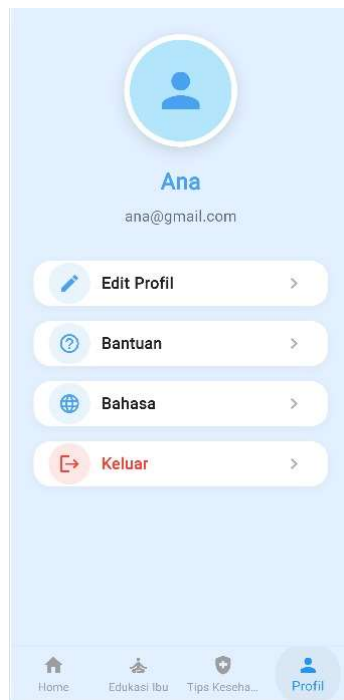 Ana
ana@gmail.com
Edit Profil
Bantuan
Bahasa
Keluar
Home Edukasi Ibu Tips Keseha... Profil